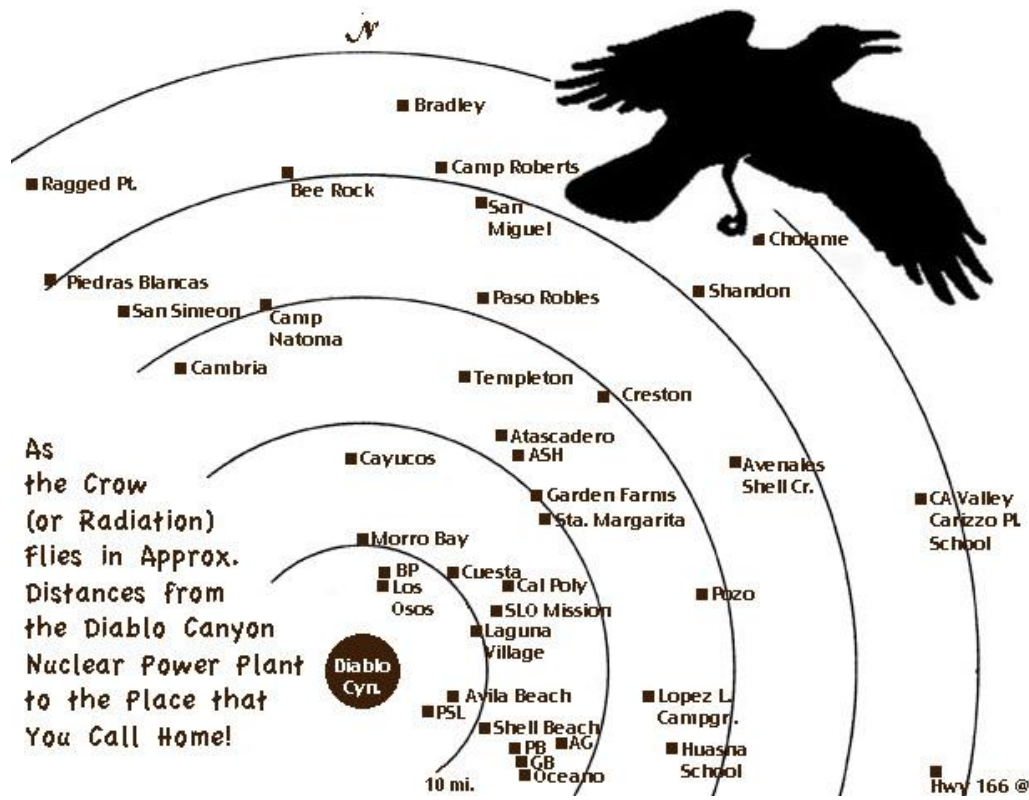 N
Bradley
Camp Roberts
Ragged Pt.
Bee Rock
San
Miguel
Cholame
Piedras Blancas
San Simeon
Camp
Natoma
Paso Robles
Shandon
Cambria
Templeton
Creston
Atascadero
ASH
Cayucos
Avenales
Shell Cr.
Garden Farms
Sta. Margarita
CA Valley
Carizzo Pl.
School
As
the Crow
(or Radiation)
Flies in Approx.
Distances from
the Diablo Canyon
Nuclear Power Plant
to the Place that
You Call Home!
Morro Bay
BP
Los
Osos
Cuesta
Cal Poly
SLO Mission
Laguna
Village
Pozo
Diablo
Cyn.
Avila Beach
PSL
Shell Beach
PB
AG
GB
Oceano
Lopez L.
Campgr.
Huasna
School
10 mi.
Hwy 166 @